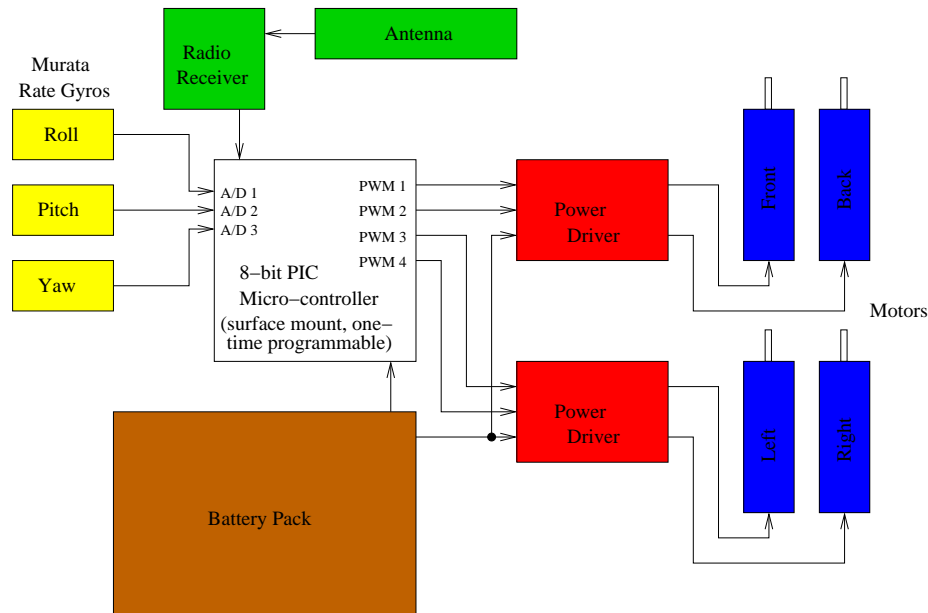 Antenna
Radio
Receiver
Murata
Rate Gyros
Roll
Pitch
Yaw
A/D 1
A/D 2
A/D 3
PWM 1
PWM 2
PWM 3
PWM 4
8−bit PIC
Micro−controller
(surface mount, one−
time programmable)
Power
Driver
Front
Back
Motors
Power
Driver
Left
Right
Battery Pack